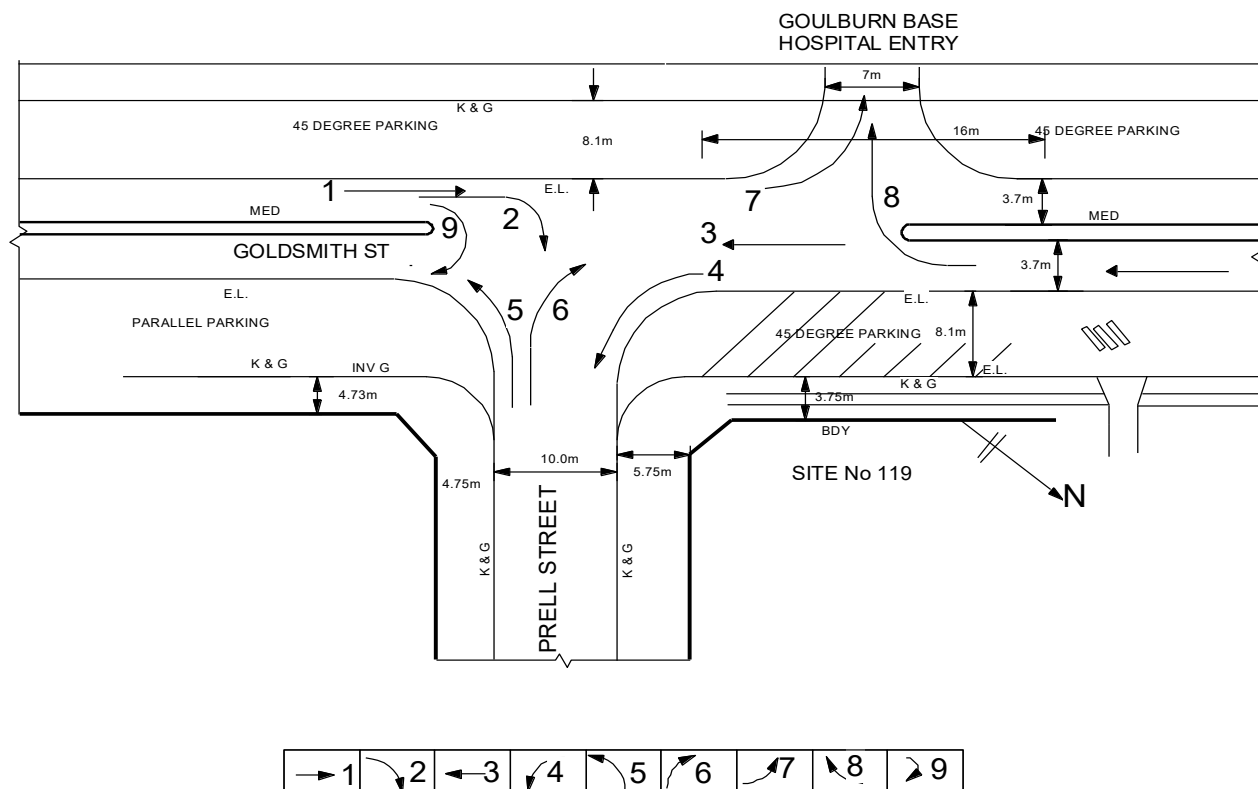 GOULBURN BASE
HOSPITAL ENTRY
7m
K & G
45 DEGREE PARKING
8.1m
16m
45 DEGREE PARKING
1
E.L.
7
8
3.7m
MED
2
9
MED
GOLDSMITH ST
3
3.7m
4
E.L.
5
6
E.L.
PARALLEL PARKING
45 DEGREE PARKING
8.1m
K & G
INV G
E.L.
K & G
4.73m
3.75m
BDY
10.0m
5.75m
SITE No 119
4.75m
N
PRELL STREET
K & G
K & G
1 2 3 4 5 6 7 8 9